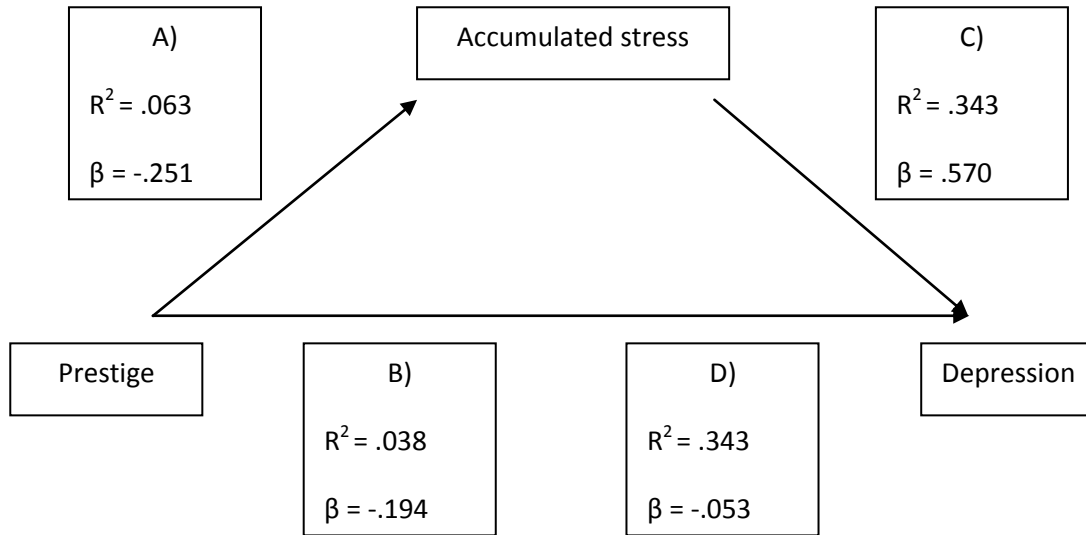 A)
R² = .063
β = -.251
Accumulated stress
C)
R² = .343
β = .570
Prestige
B)
R² = .038
β = -.194
D)
R² = .343
β = -.053
Depression